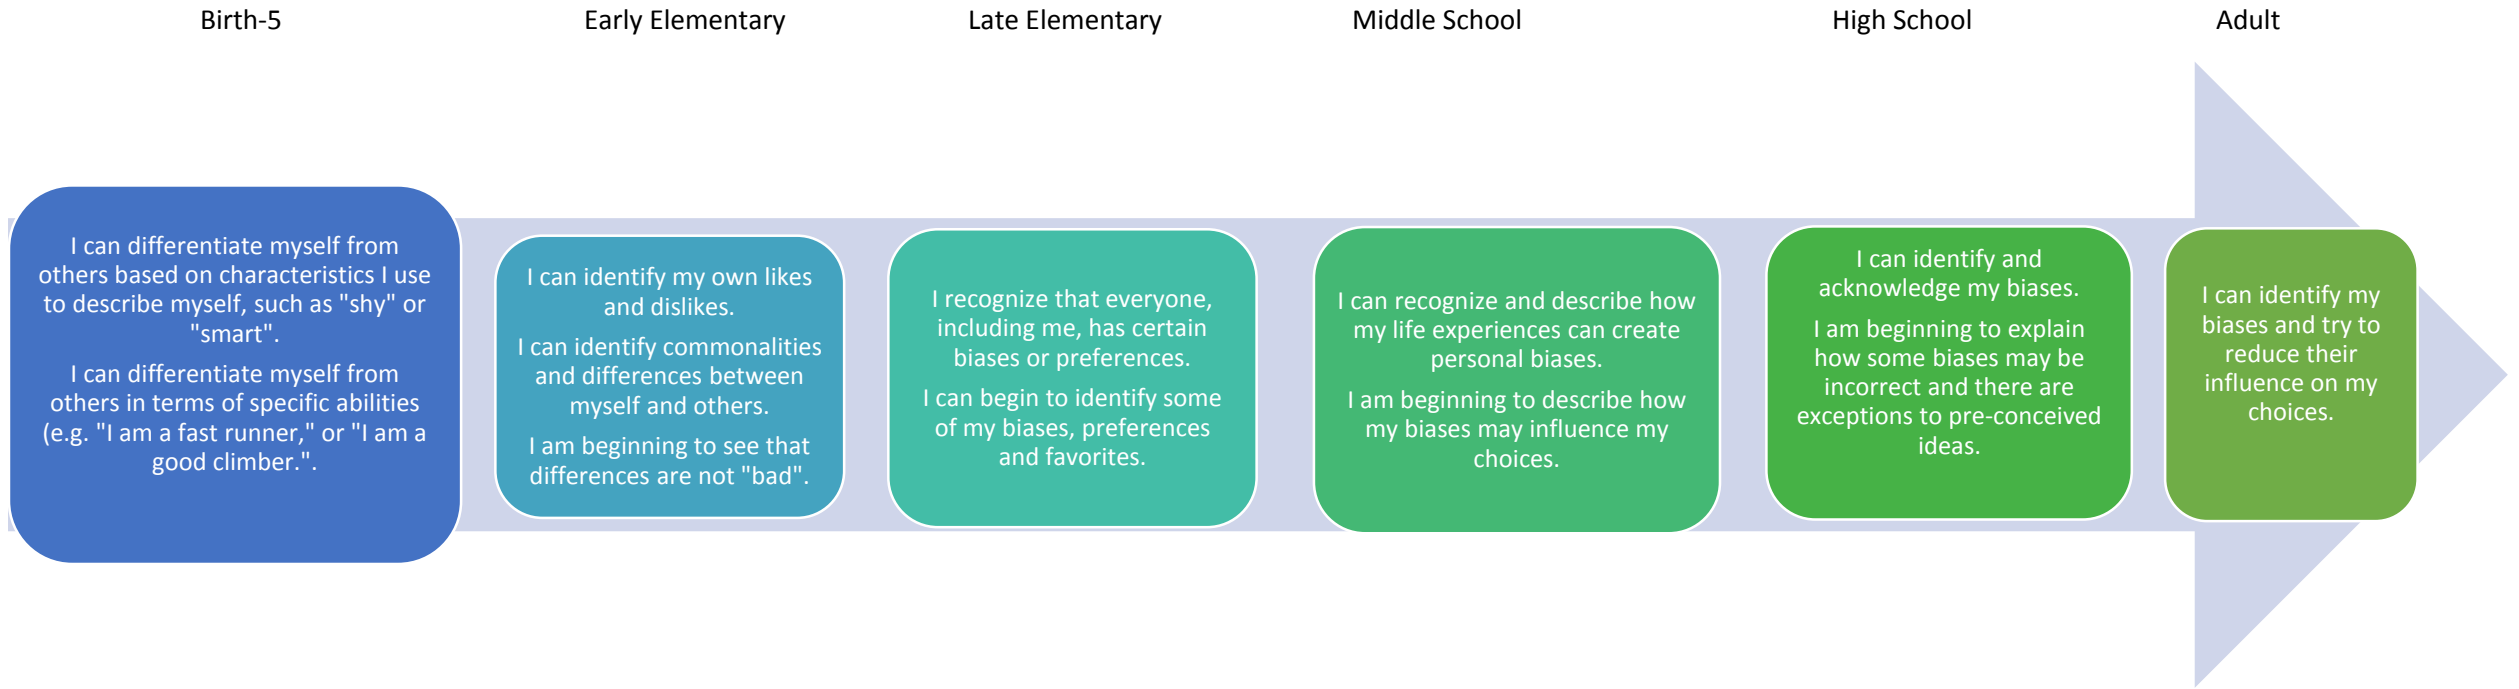 Birth-5
Early Elementary
Late Elementary
Middle School
High School
Adult
I can differentiate myself from
others based on characteristics I use
to describe myself, such as "shy" or
"smart".
I can differentiate myself from
others in terms of specific abilities
(e.g. "I am a fast runner," or "I am a
good climber.".
I can identify my own likes
and dislikes.
I can identify commonalities
and differences between
myself and others.
I am beginning to see that
differences are not "bad".
I recognize that everyone,
including me, has certain
biases or preferences.
I can begin to identify some
of my biases, preferences
and favorites.
I can recognize and describe how
my life experiences can create
personal biases.
I am beginning to describe how
my biases may influence my
choices.
I can identify and
acknowledge my biases.
I am beginning to explain
how some biases may be
incorrect and there are
exceptions to pre-conceived
ideas.
I can identify my
biases and try to
reduce their
influence on my
choices.